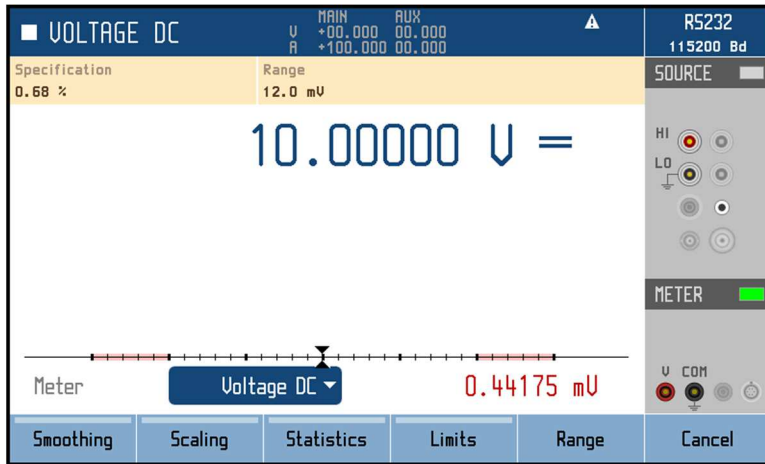 VOLTAGE DC
MAIN AUX
V +00.000 00.000
A +100.000 00.000
RS232
115200 Bd
Specification
0.68 %
Range
12.0 mV
10.00000 V =
SOURCE
HI
LO
METER
V COM
Meter
Voltage DC
0.44175 mV
Smoothing
Scaling
Statistics
Limits
Range
Cancel